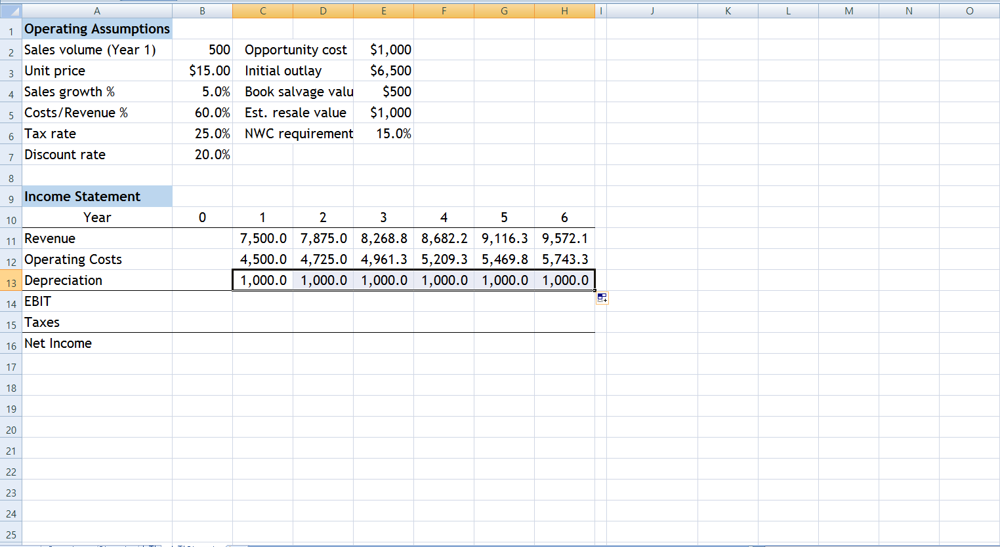 A B C D E F G H I J K L M N O
1 Operating Assumptions
2 Sales volume (Year 1) 500 Opportunity cost $1,000
3 Unit price $15.00 Initial outlay $6,500
4 Sales growth % 5.0% Book salvage valu $500
5 Costs/Revenue % 60.0% Est. resale value $1,000
6 Tax rate 25.0% NWC requirement 15.0%
7 Discount rate 20.0%
8
9 Income Statement
10 Year 0 1 2 3 4 5 6
11 Revenue 7,500.0 7,875.0 8,268.8 8,682.2 9,116.3 9,572.1
12 Operating Costs 4,500.0 4,725.0 4,961.3 5,209.3 5,469.8 5,743.3
13 Depreciation 1,000.0 1,000.0 1,000.0 1,000.0 1,000.0 1,000.0
14 EBIT
15 Taxes
16 Net Income
17
18
19
20
21
22
23
24
25